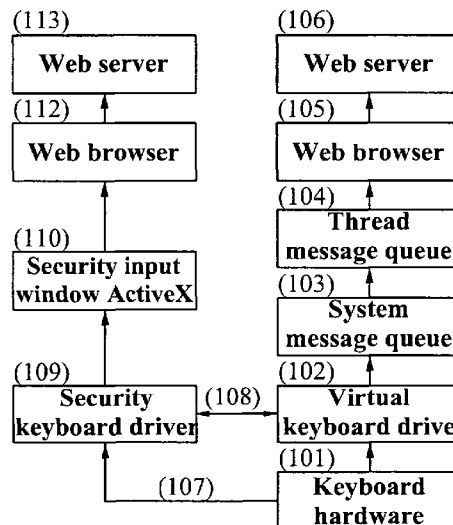 (113)
Web server
(112)
Web browser
(110)
Security input
window ActiveX
(109)
Security
keyboard driver
(106)
Web server
(105)
Web browser
(104)
Thread
message queue
(103)
System
message queue
(102)
Virtual
keyboard drive
(101)
Keyboard
hardware
(108)
(107)